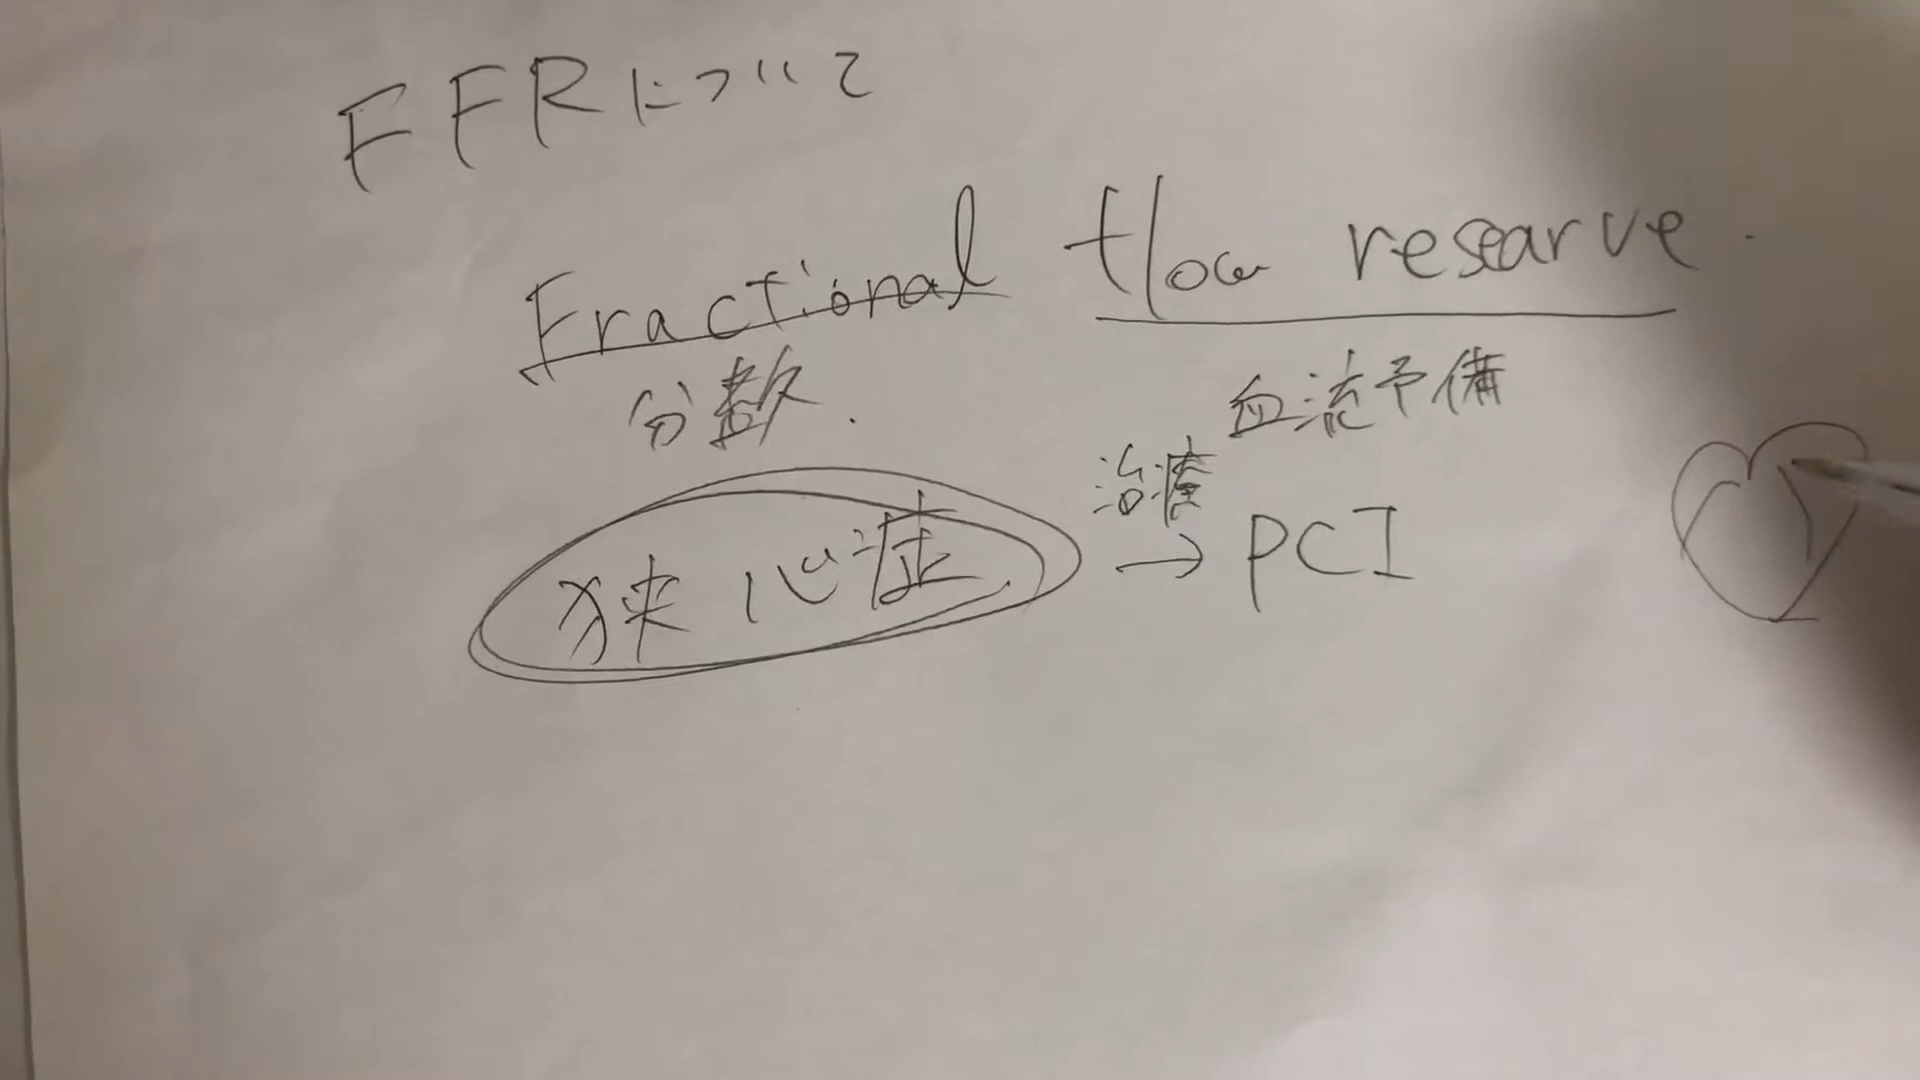 FFRについて
Fractional flow researve.
分数. 血流予備
治療
狭心症 → PCI